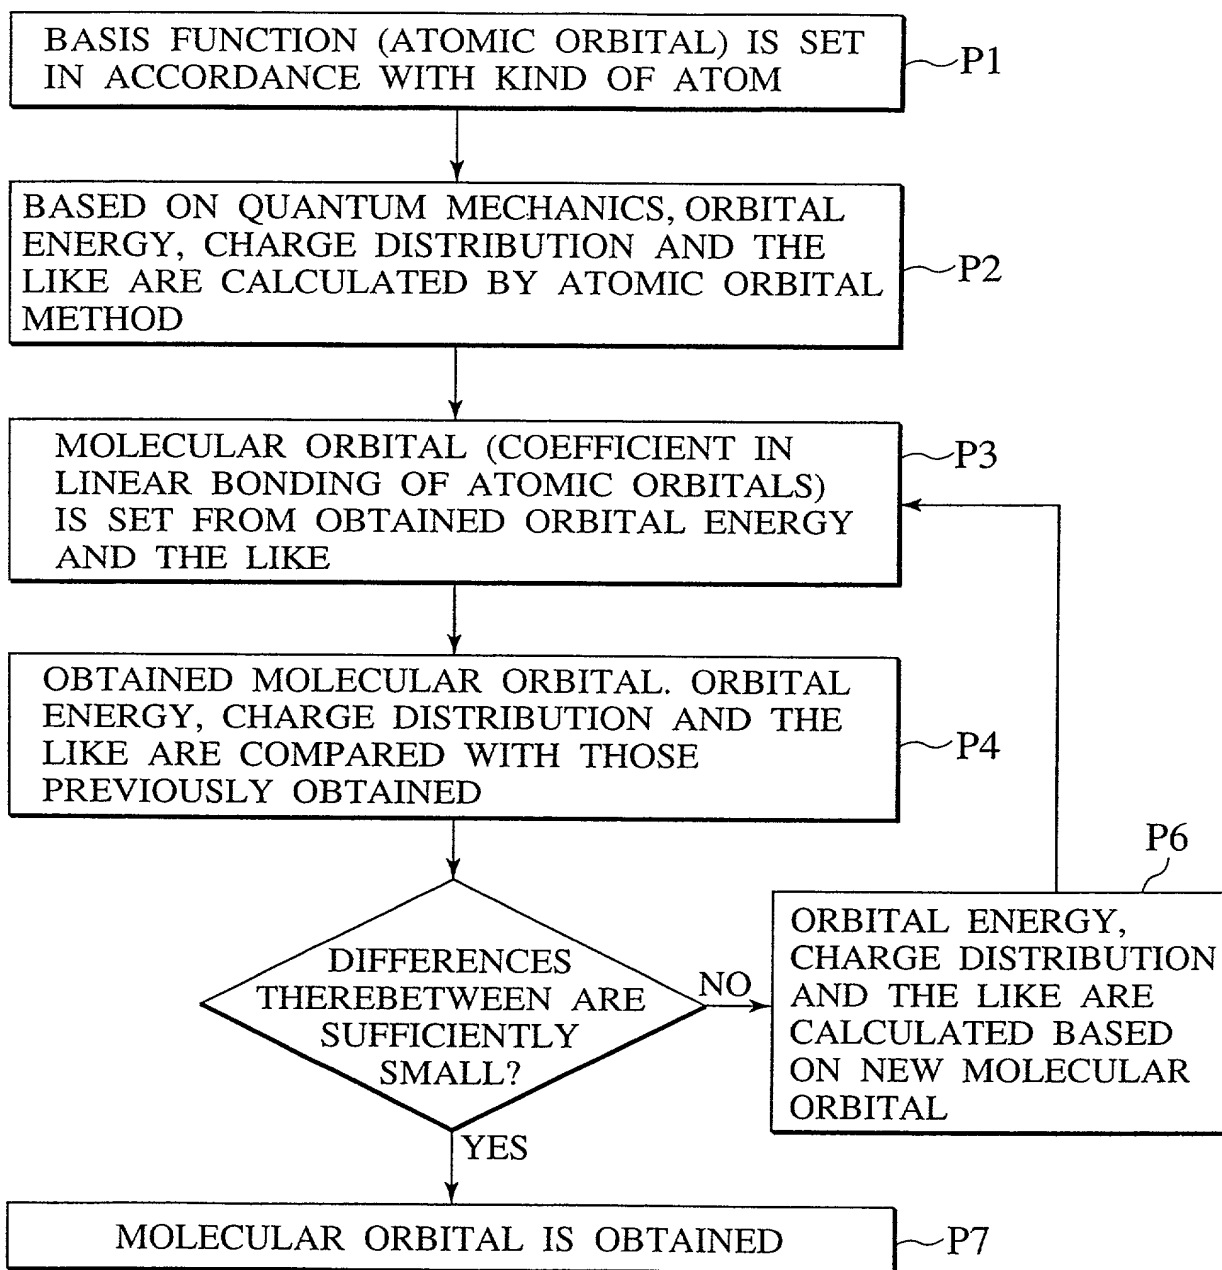 BASIS FUNCTION (ATOMIC ORBITAL) IS SET
IN ACCORDANCE WITH KIND OF ATOM
P1
BASED ON QUANTUM MECHANICS, ORBITAL
ENERGY, CHARGE DISTRIBUTION AND THE
LIKE ARE CALCULATED BY ATOMIC ORBITAL
METHOD
P2
MOLECULAR ORBITAL (COEFFICIENT IN
LINEAR BONDING OF ATOMIC ORBITALS)
IS SET FROM OBTAINED ORBITAL ENERGY
AND THE LIKE
P3
OBTAINED MOLECULAR ORBITAL. ORBITAL
ENERGY, CHARGE DISTRIBUTION AND THE
LIKE ARE COMPARED WITH THOSE
PREVIOUSLY OBTAINED
P4
DIFFERENCES
THEREBETWEEN ARE
SUFFICIENTLY
SMALL?
NO
YES
P6
ORBITAL ENERGY,
CHARGE DISTRIBUTION
AND THE LIKE ARE
CALCULATED BASED
ON NEW MOLECULAR
ORBITAL
MOLECULAR ORBITAL IS OBTAINED
P7